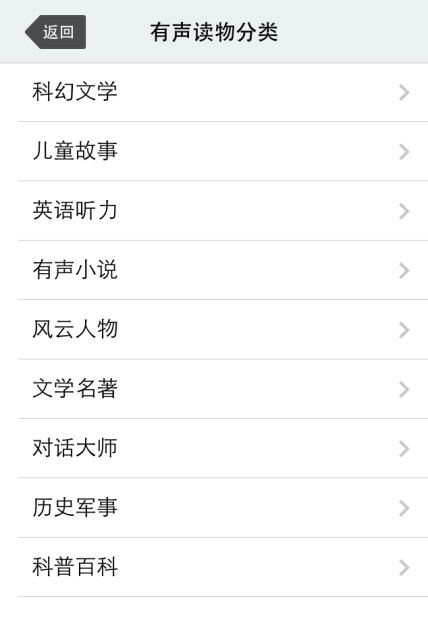 返回 有声读物分类
科幻文学
儿童故事
英语听力
有声小说
风云人物
文学名著
对话大师
历史军事
科普百科